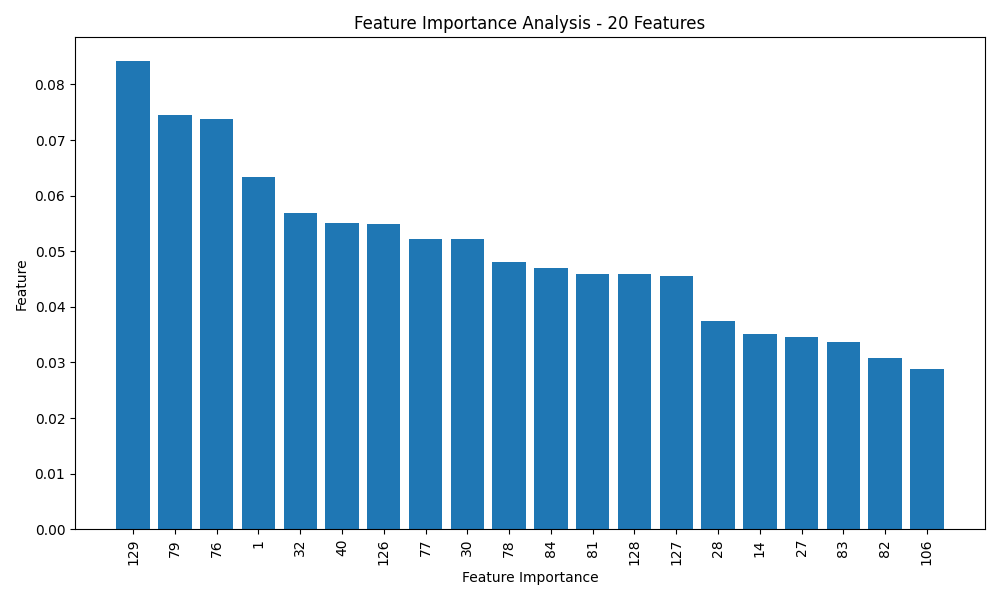 Feature Importance Analysis - 20 Features
0.08
0.07
0.06
0.05
0.04
0.03
0.02
0.01
0.00
Feature
129 79 76 1 32 40 126 77 30 78 84 81 128 127 28 14 27 83 82 106
Feature Importance